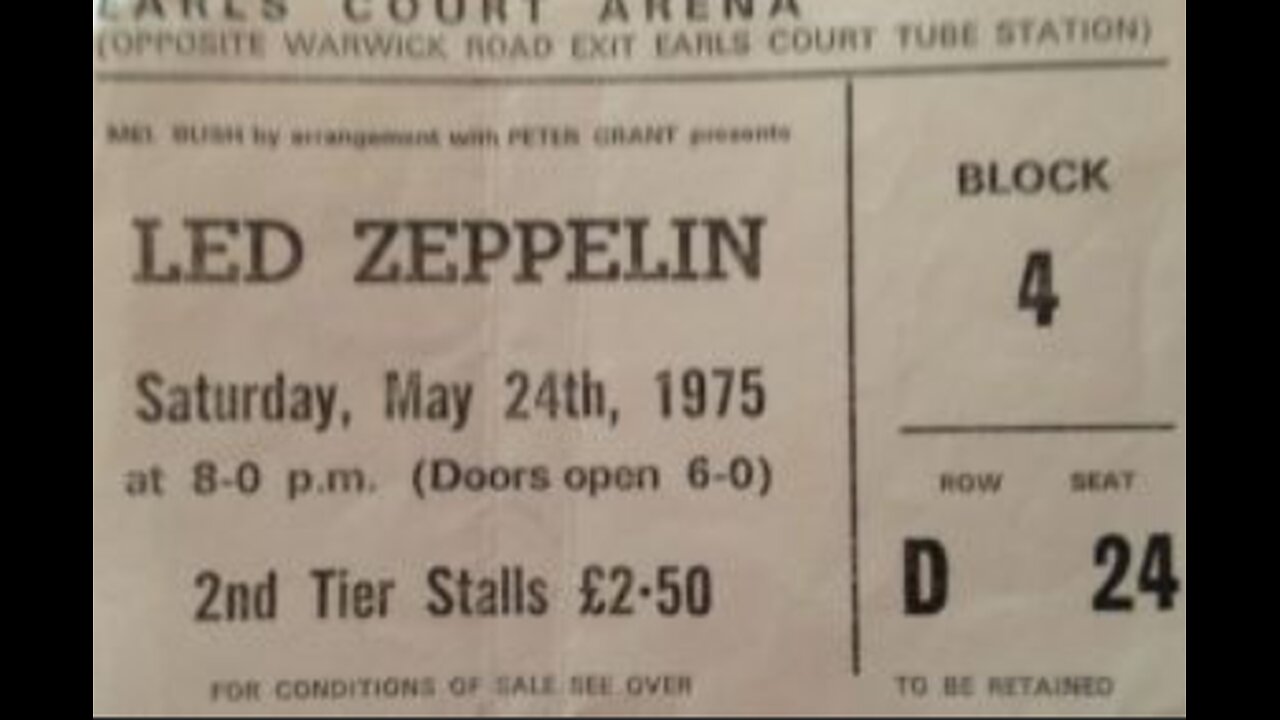 EARLS COURT ARENA
(OPPOSITE WARWICK ROAD EXIT EARLS COURT TUBE STATION)
MEL BUSH by arrangement with PETER GRANT presents
LED ZEPPELIN
Saturday, May 24th, 1975
at 8-0 p.m. (Doors open 6-0)
2nd Tier Stalls £2·50
FOR CONDITIONS OF SALE SEE OVER
BLOCK
4
ROW SEAT
D 24
TO BE RETAINED